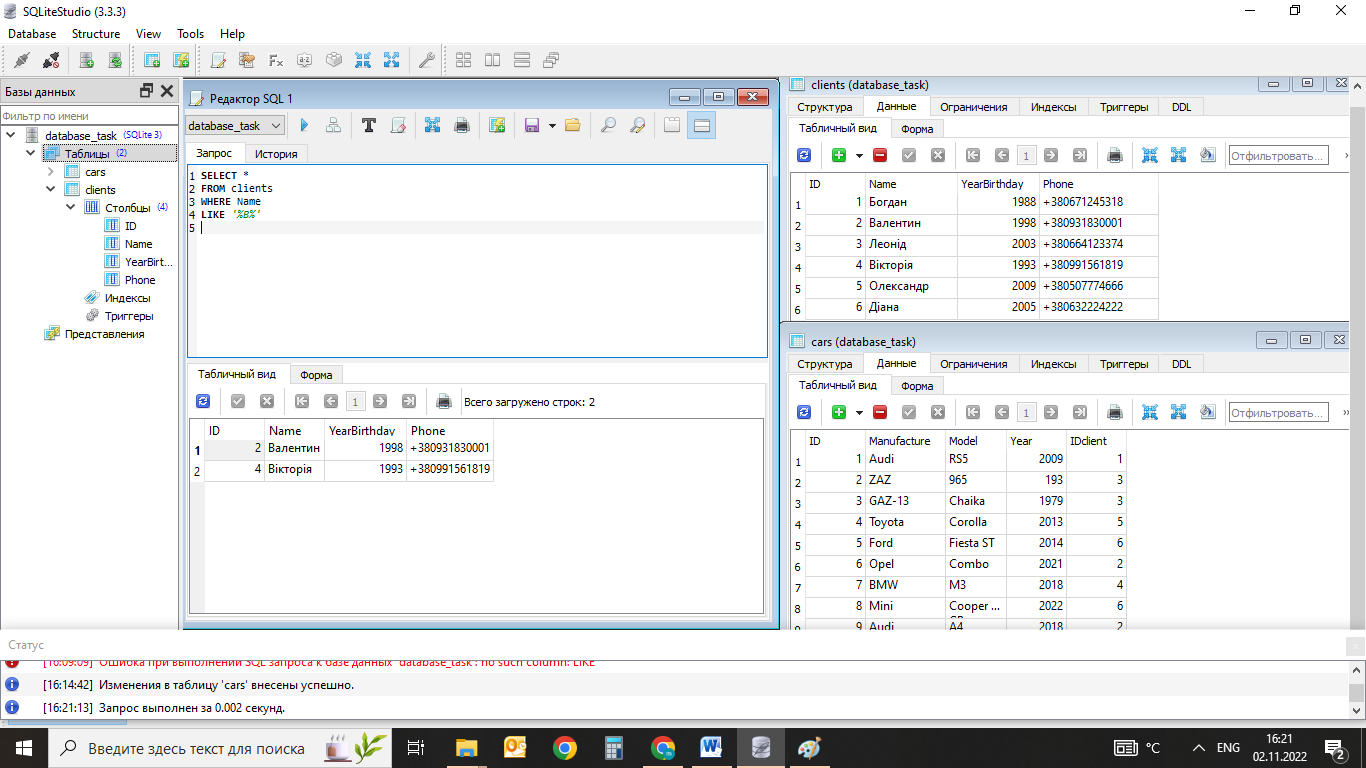 SQLiteStudio (3.3.3)
Database Structure View Tools Help
Базы данных
Фильтр по имени
database_task (SQLite 3)
Таблицы (2)
cars
clients
Столбцы (4)
ID
Name
YearBirt...
Phone
Индексы
Триггеры
Представления
Редактор SQL 1
database_task
Запрос История
1 SELECT *
2 FROM clients
3 WHERE Name
4 LIKE '%В%'
5
Табличный вид Форма
1 Всего загружено строк: 2
ID Name YearBirthday Phone
1 2 Валентин 1998 +380931830001
2 4 Вікторія 1993 +380991561819
clients (database_task)
Структура Данные Ограничения Индексы Триггеры DDL
Табличный вид Форма
1 Отфильтровать...
ID Name YearBirthday Phone
1 1 Богдан 1988 +380671245318
2 2 Валентин 1998 +380931830001
3 3 Леонід 2003 +380664123374
4 4 Вікторія 1993 +380991561819
5 5 Олександр 2009 +380507774666
6 6 Діана 2005 +380632224222
cars (database_task)
Структура Данные Ограничения Индексы Триггеры DDL
Табличный вид Форма
1 Отфильтровать...
ID Manufacture Model Year IDclient
1 1 Audi RS5 2009 1
2 2 ZAZ 965 193 3
3 3 GAZ-13 Chaika 1979 3
4 4 Toyota Corolla 2013 5
5 5 Ford Fiesta ST 2014 6
6 6 Opel Combo 2021 2
7 7 BMW M3 2018 4
8 8 Mini Cooper ... 2022 6
9 9 Audi A4 2018 2
Статус
[16:09:09] Ошибка при выполнении SQL запроса к базе данных 'database_task': no such column: LIKE
[16:14:42] Изменения в таблицу 'cars' внесены успешно.
[16:21:13] Запрос выполнен за 0.002 секунд.
Введите здесь текст для поиска
°C ENG 16:21
02.11.2022
2